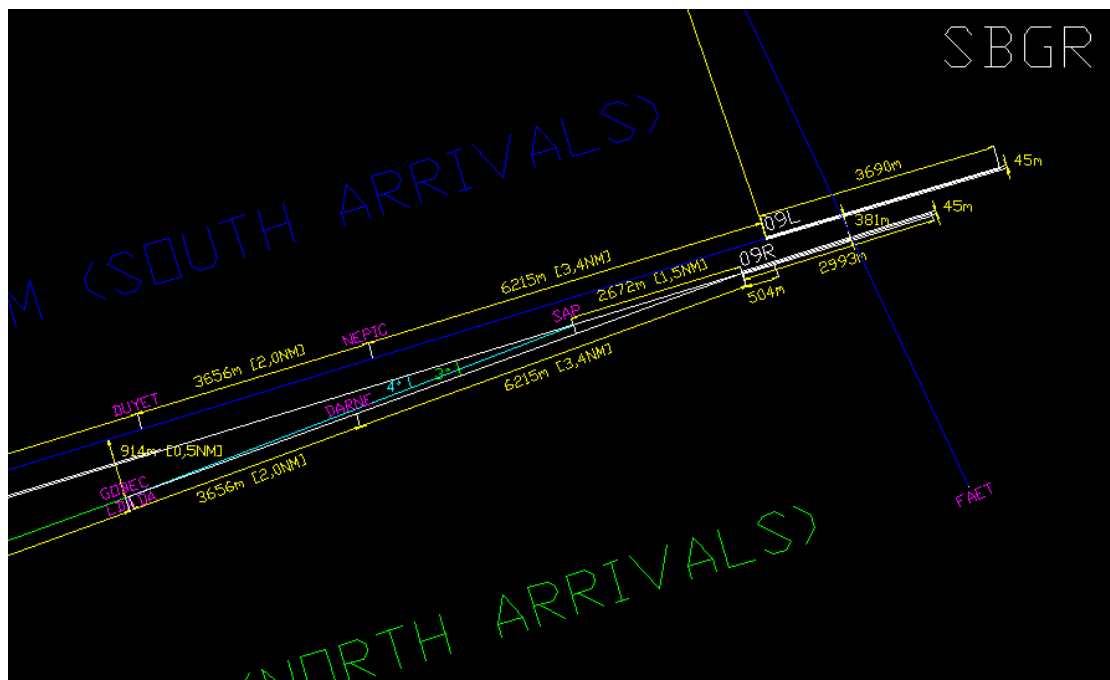 SBGR
M (SOUTH ARRIVALS)
3690m
45m
09L
381m
45m
09R
2993m
504m
6215m [3,4NM]
2672m [1,5NM]
SAP
NEPIC
3656m [2,0NM]
6215m [3,4NM]
4°
3°
DUYET
DARNE
914m [0,5NM]
3656m [2,0NM]
FAET
(NORTH ARRIVALS)